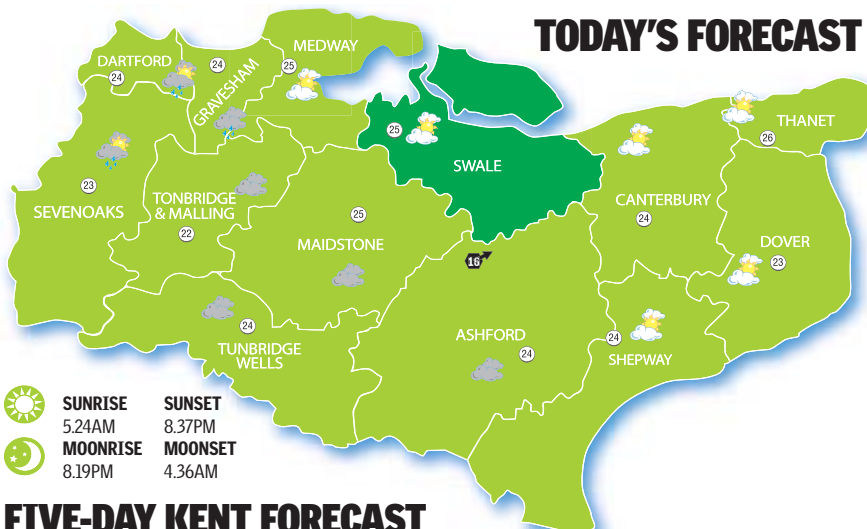 TODAY'S FORECAST
MEDWAY
DARTFORD
24
24
25
GRAVESHAM
THANET
26
25
SWALE
23
SEVENOAKS
TONBRIDGE
& MALLING
22
25
MAIDSTONE
CANTERBURY
24
DOVER
23
16
24
TUNBRIDGE
WELLS
ASHFORD
24
24
SHEPWAY
SUNRISE SUNSET
5.24AM 8.37PM
MOONRISE MOONSET
8.19PM 4.36AM
FIVE-DAY KENT FORECAST